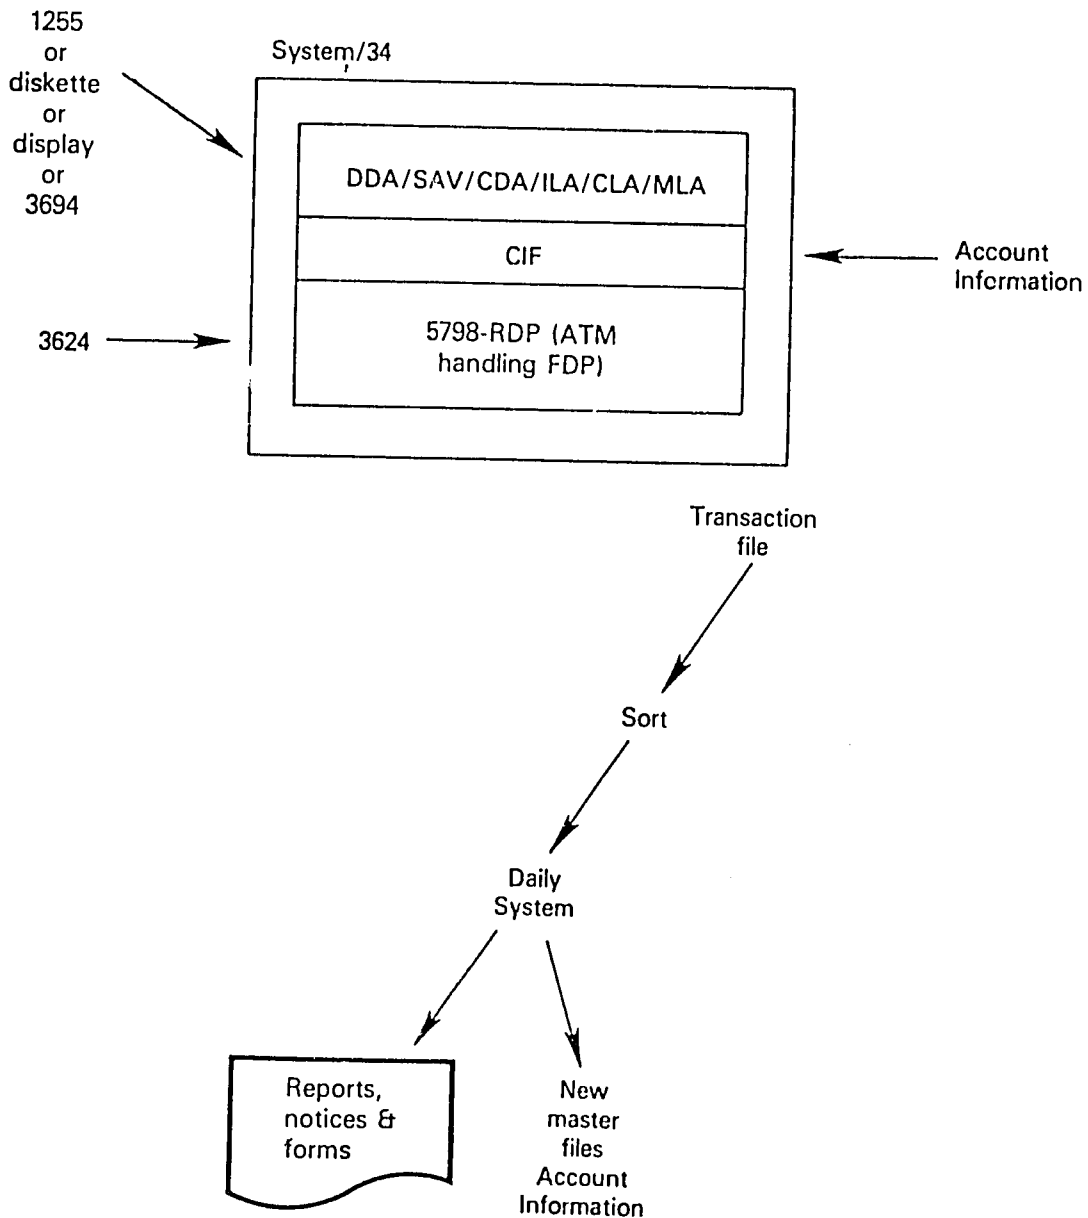 1255
or
diskette
or
display
or
3694
System/34
DDA/SAV/CDA/ILA/CLA/MLA
CIF
5798-RDP (ATM
handling FDP)
Account
Information
3624
Transaction
file
Sort
Daily
System
Reports,
notices &
forms
New
master
files
Account
Information